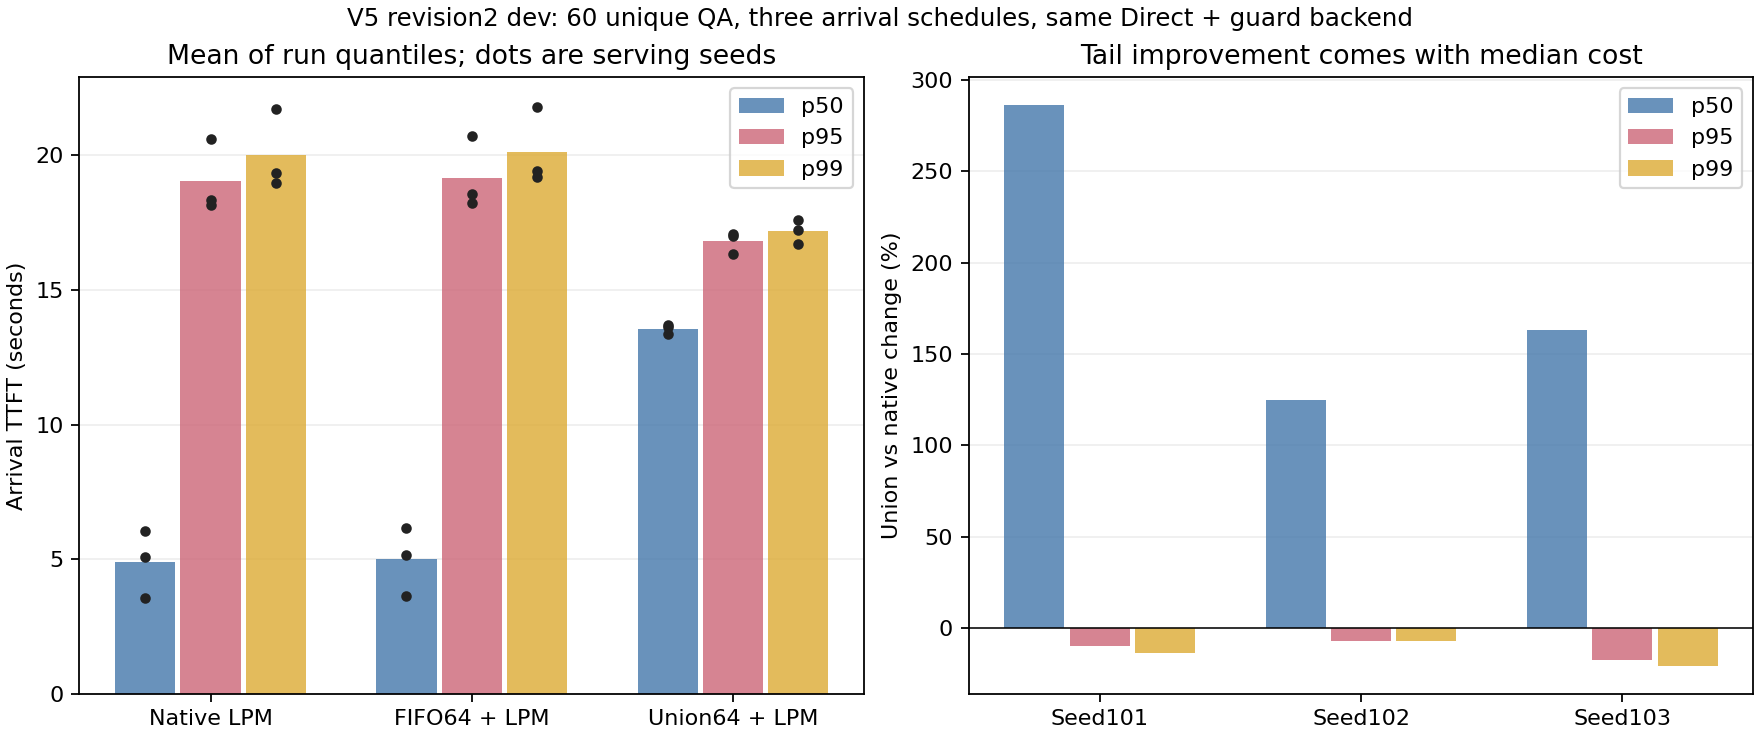 V5 revision2 dev: 60 unique QA, three arrival schedules, same Direct + guard backend
Mean of run quantiles; dots are serving seeds
Arrival TTFT (seconds)
20
15
10
5
0
p50
p95
p99
Native LPM
FIFO64 + LPM
Union64 + LPM
Tail improvement comes with median cost
Union vs native change (%)
300
250
200
150
100
50
0
p50
p95
p99
Seed101
Seed102
Seed103